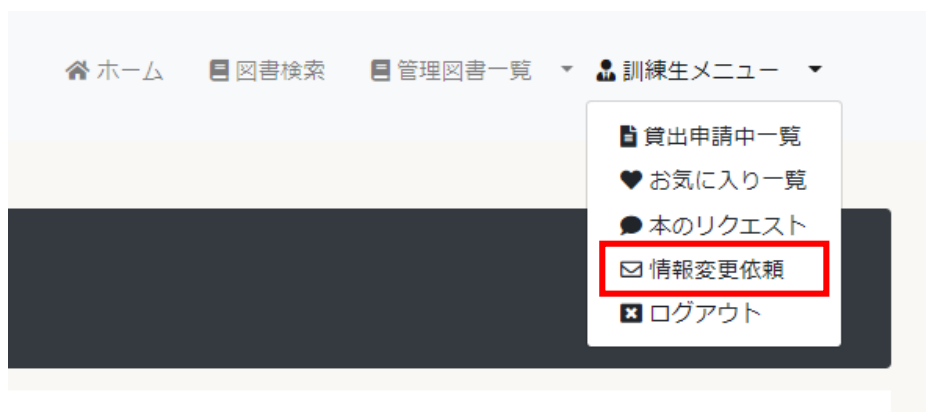 ホーム 図書検索 管理図書一覧 訓練生メニュー
貸出申請中一覧
お気に入り一覧
本のリクエスト
情報変更依頼
ログアウト